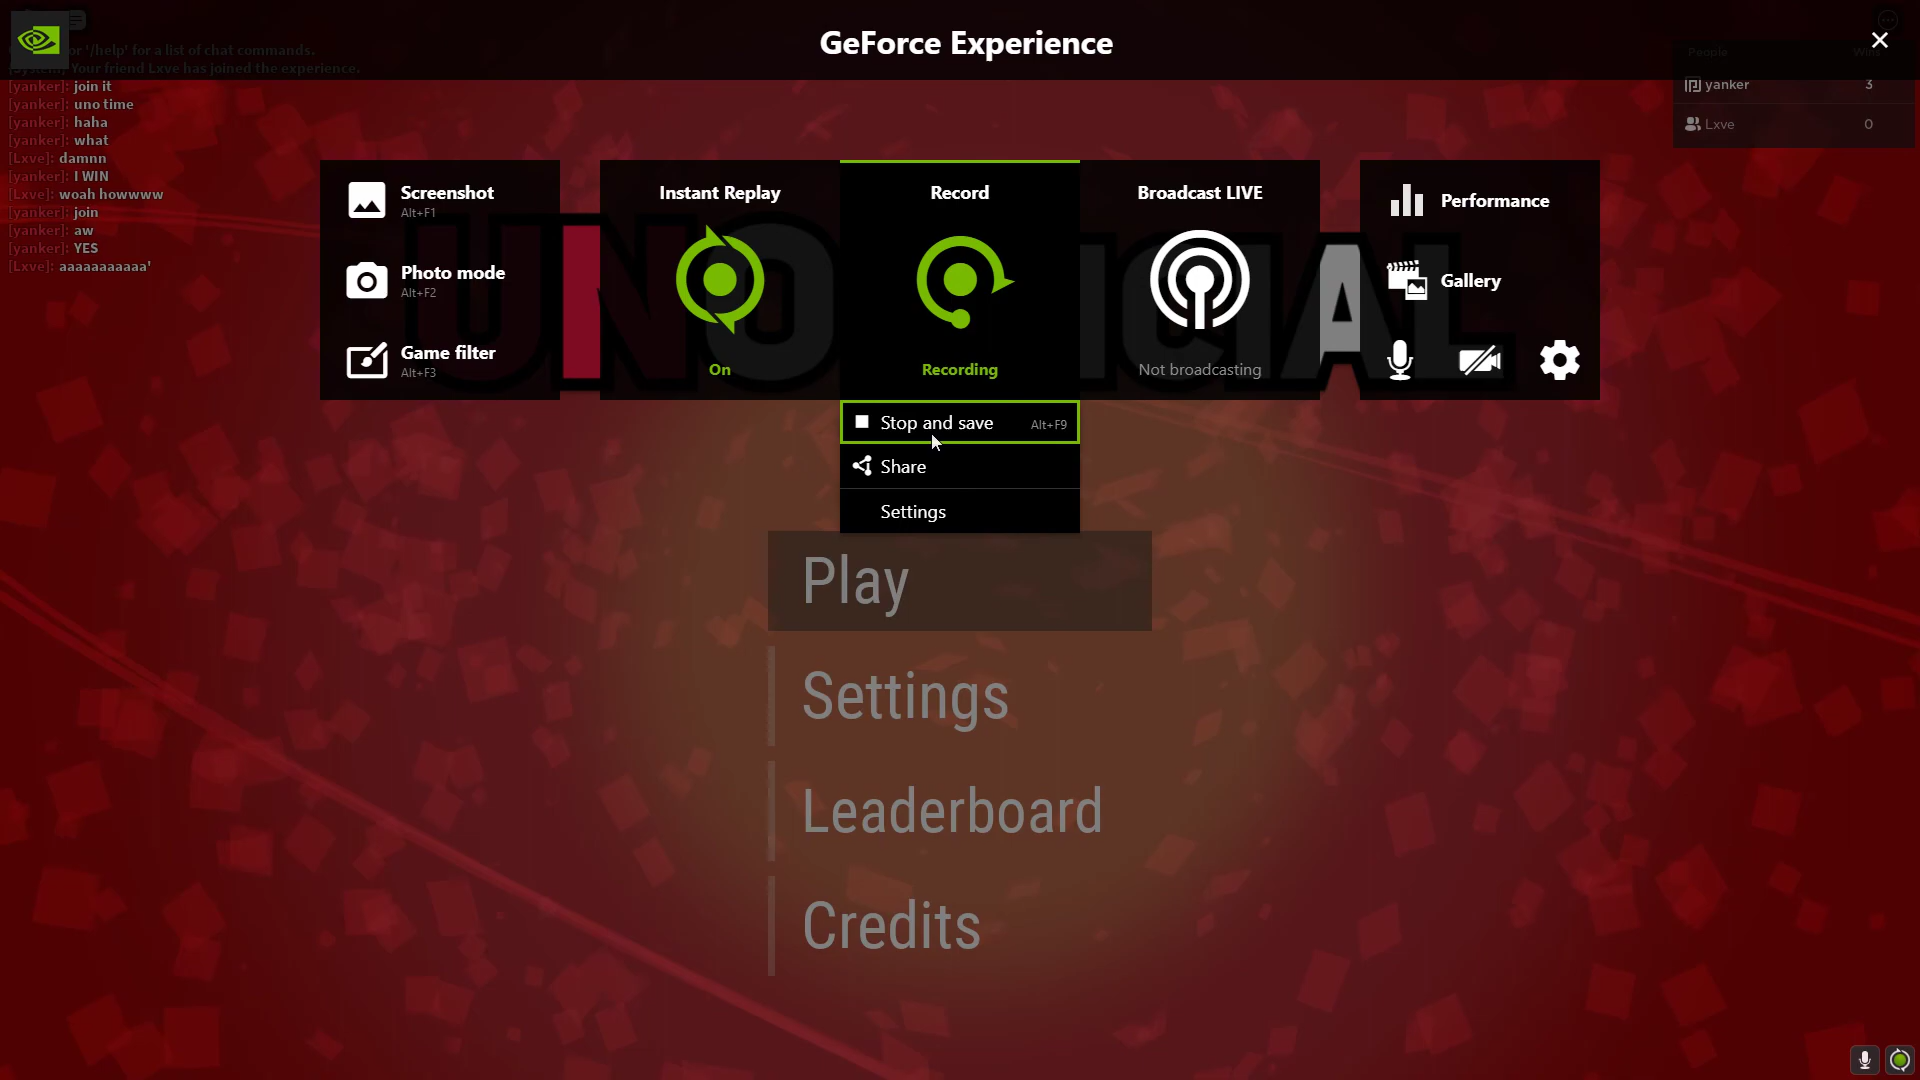 GeForce Experience
or '/help' for a list of chat commands.
[System] Your friend Lxve has joined the experience.
[yanker]: join it
[yanker]: uno time
[yanker]: haha
[yanker]: what
[Lxve]: damnn
[yanker]: I WIN
[Lxve]: woah howwww
[yanker]: join
[yanker]: aw
[yanker]: YES
[Lxve]: aaaaaaaaaaa'
People Wins
yanker 3
Lxve 0
Screenshot
Alt+F1
Photo mode
Alt+F2
Game filter
Alt+F3
Instant Replay
On
Record
Recording
Broadcast LIVE
Not broadcasting
Performance
Gallery
Stop and save Alt+F9
Share
Settings
Play
Settings
Leaderboard
Credits